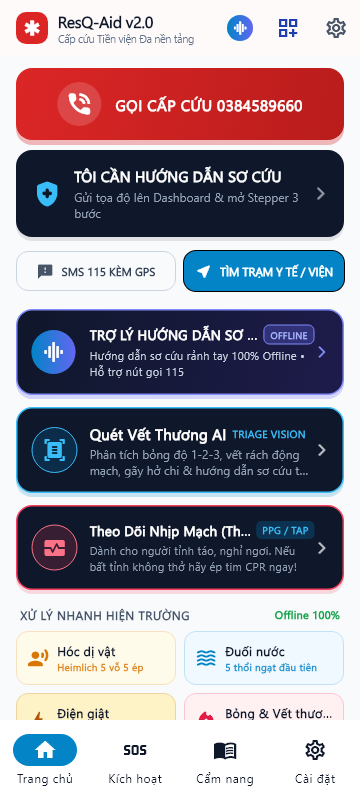 ResQ-Aid v2.0
Cấp cứu Tiền viện Đa nền tảng
GỌI CẤP CỨU 0384589660
TÔI CẦN HƯỚNG DẪN SƠ CỨU
Gửi tọa độ lên Dashboard & mở Stepper 3
bước
SMS 115 KÈM GPS
TÌM TRẠM Y TẾ / VIỆN
TRỢ LÝ HƯỚNG DẪN SƠ ... OFFLINE
Hướng dẫn sơ cứu rảnh tay 100% Offline •
Hỗ trợ nút gọi 115
Quét Vết Thương AI TRIAGE VISION
Phân tích bỏng độ 1-2-3, vết rách động
mạch, gãy hở chi & hướng dẫn sơ cứu t...
Theo Dõi Nhịp Mạch (Th... PPG / TAP
Dành cho người tỉnh táo, nghỉ ngơi. Nếu
bất tỉnh không thở hãy ép tim CPR ngay!
XỬ LÝ NHANH HIỆN TRƯỜNG
Offline 100%
Hóc dị vật
Heimlich 5 vỗ 5 ép
Đuối nước
5 thổi ngạt đầu tiên
Điện giật
Bỏng & Vết thươ...
Trang chủ
SOS
Kích hoạt
Cẩm nang
Cài đặt